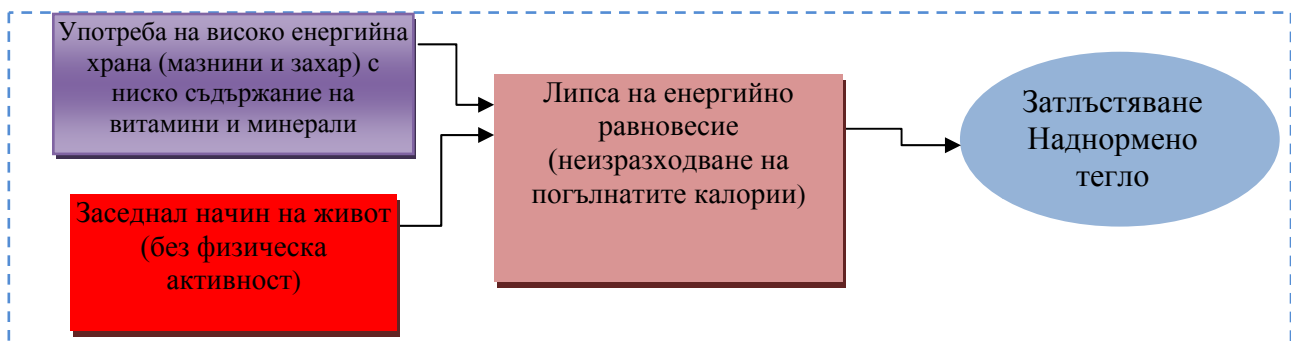 Употреба на високо енергийна
храна (мазнини и захар) с
ниско съдържание на
витамини и минерали
Заседнал начин на живот
(без физическа
активност)
Липса на енергийно
равновесие
(неизразходване на
погълнатите калории)
Затлъстяване
Наднормено
тегло